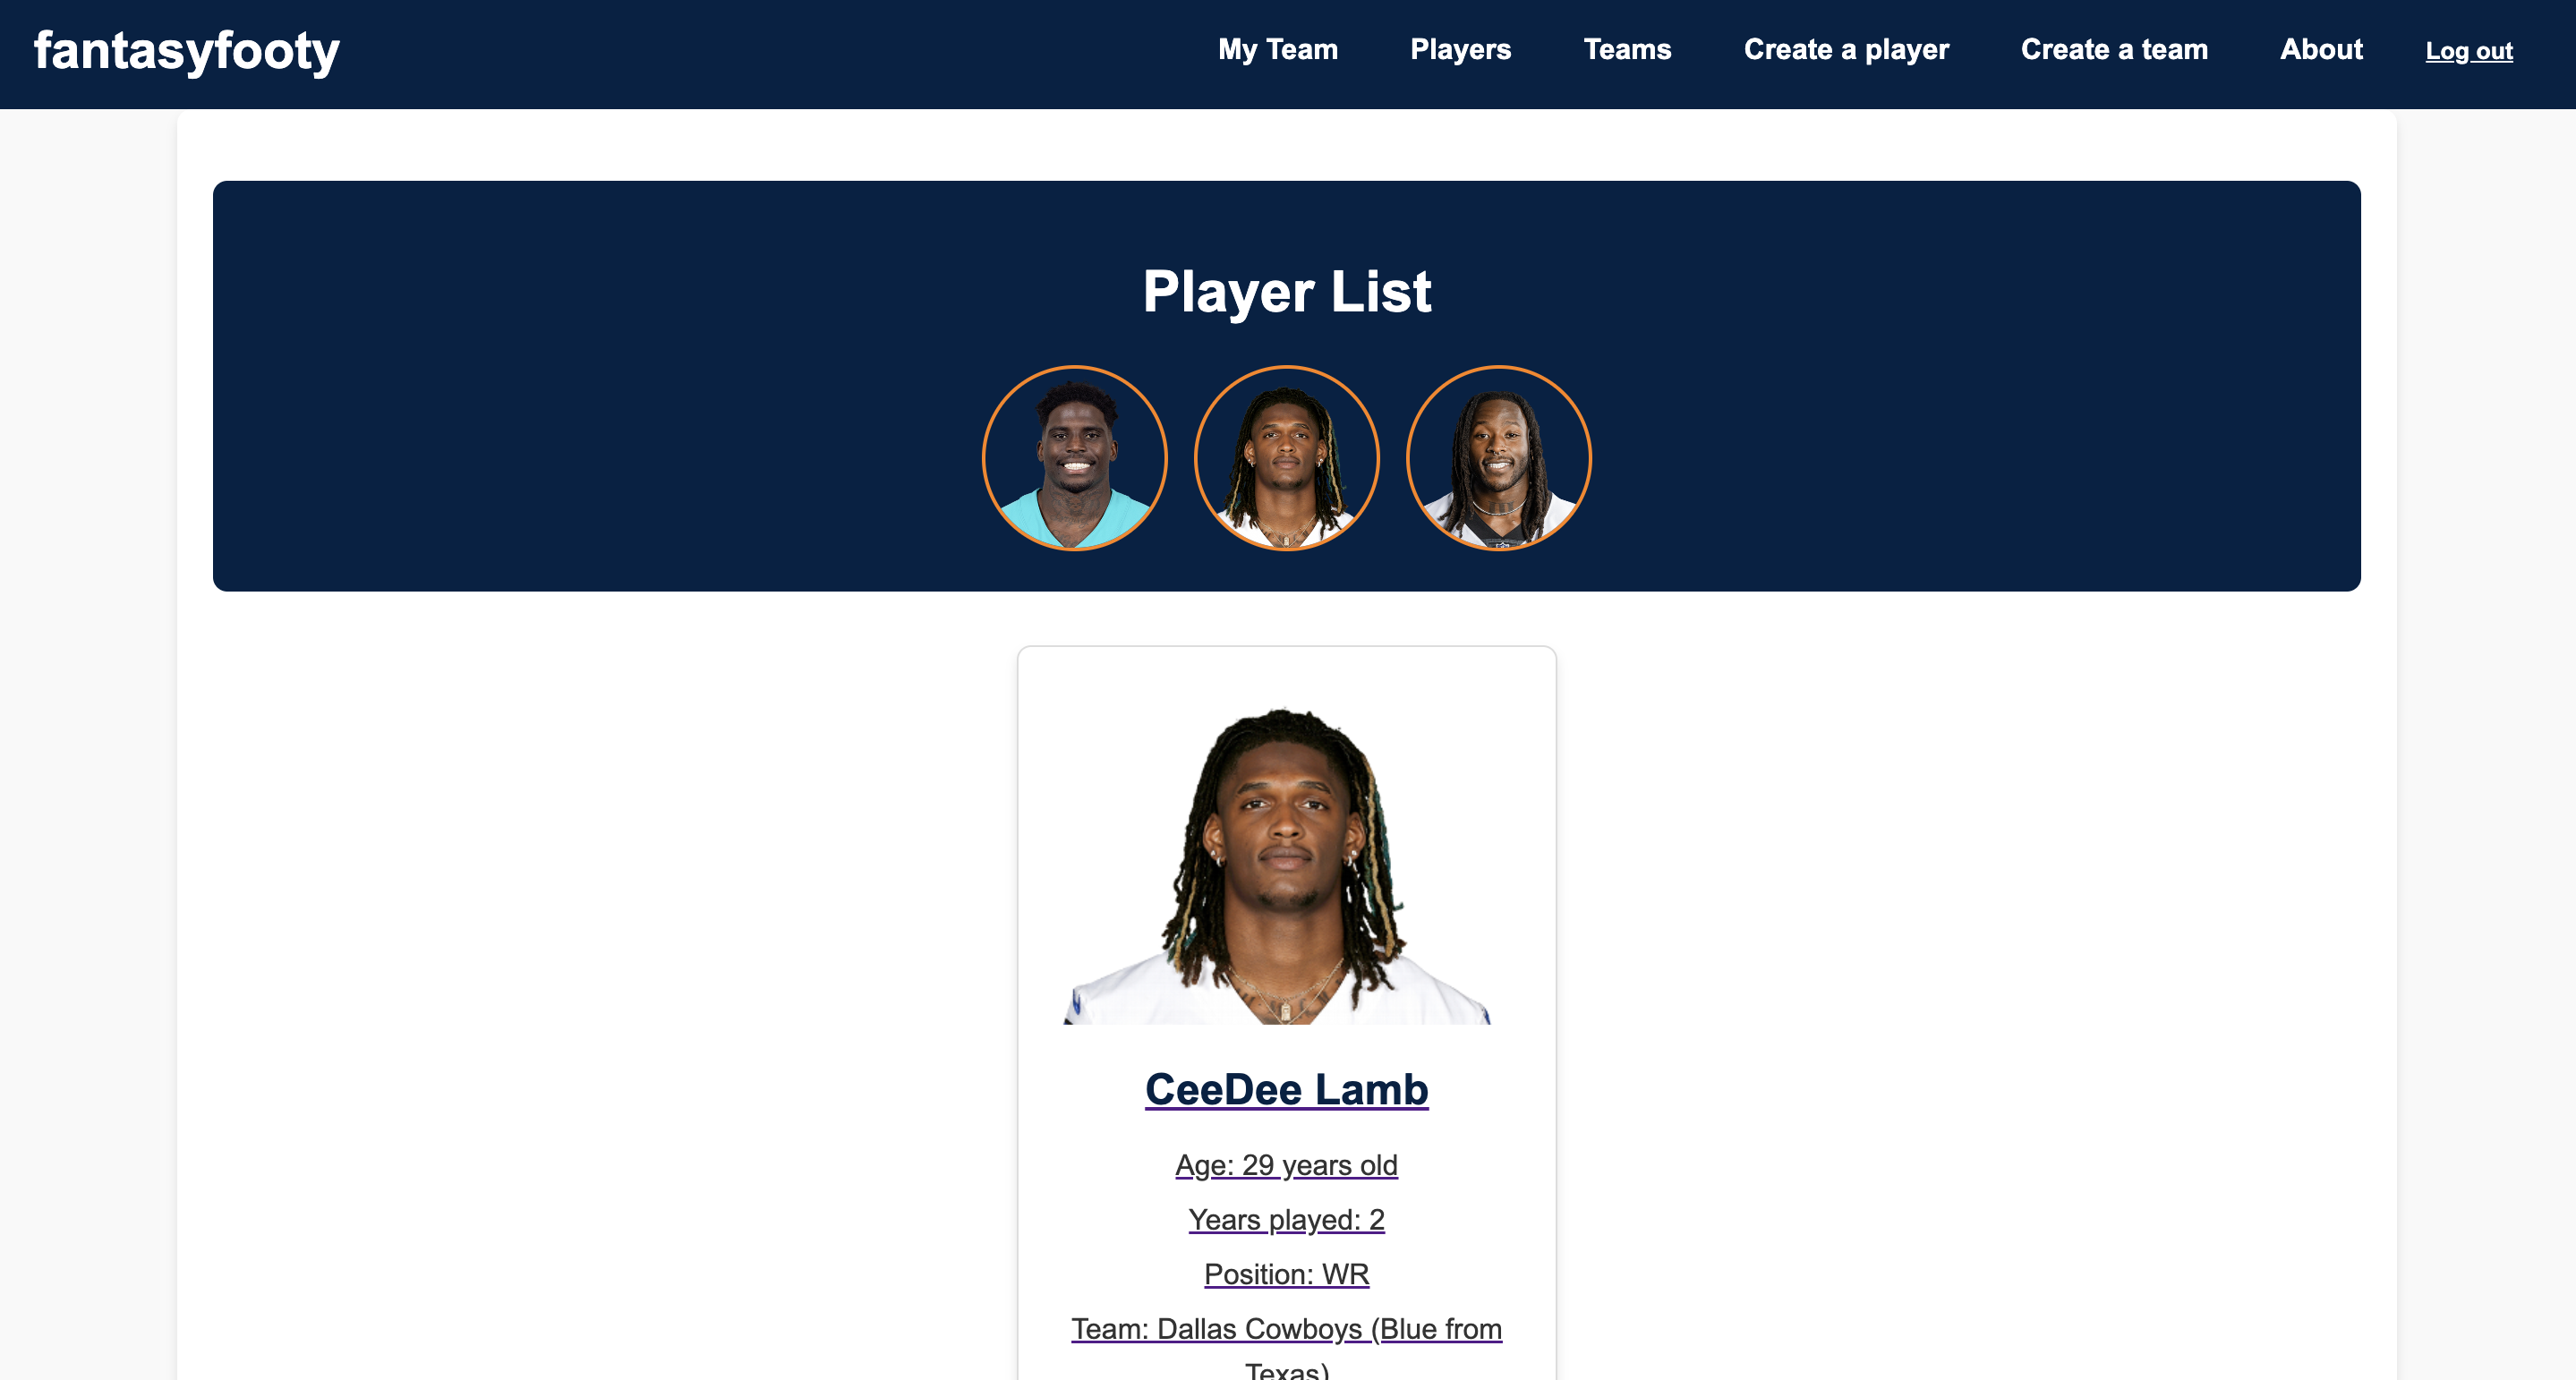 fantasyfooty
My Team Players Teams Create a player Create a team About Log out
Player List
CeeDee Lamb
Age: 29 years old
Years played: 2
Position: WR
Team: Dallas Cowboys (Blue from
Texas)